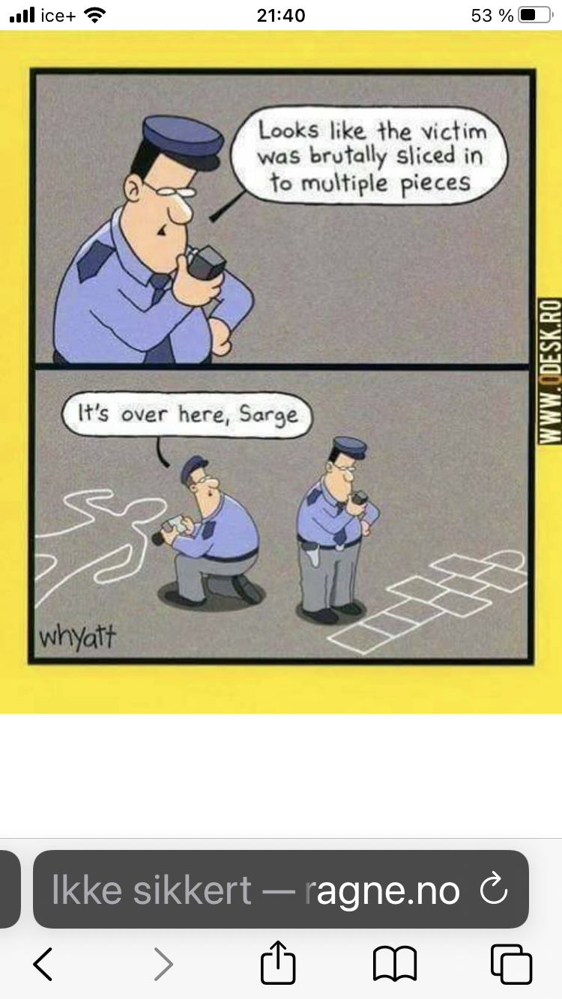 ice+ 21:40 53 %
Looks like the victim
was brutally sliced in
to multiple pieces
WWW.ODESK.RO
It's over here, Sarge
whyatt
Ikke sikkert — ragne.no